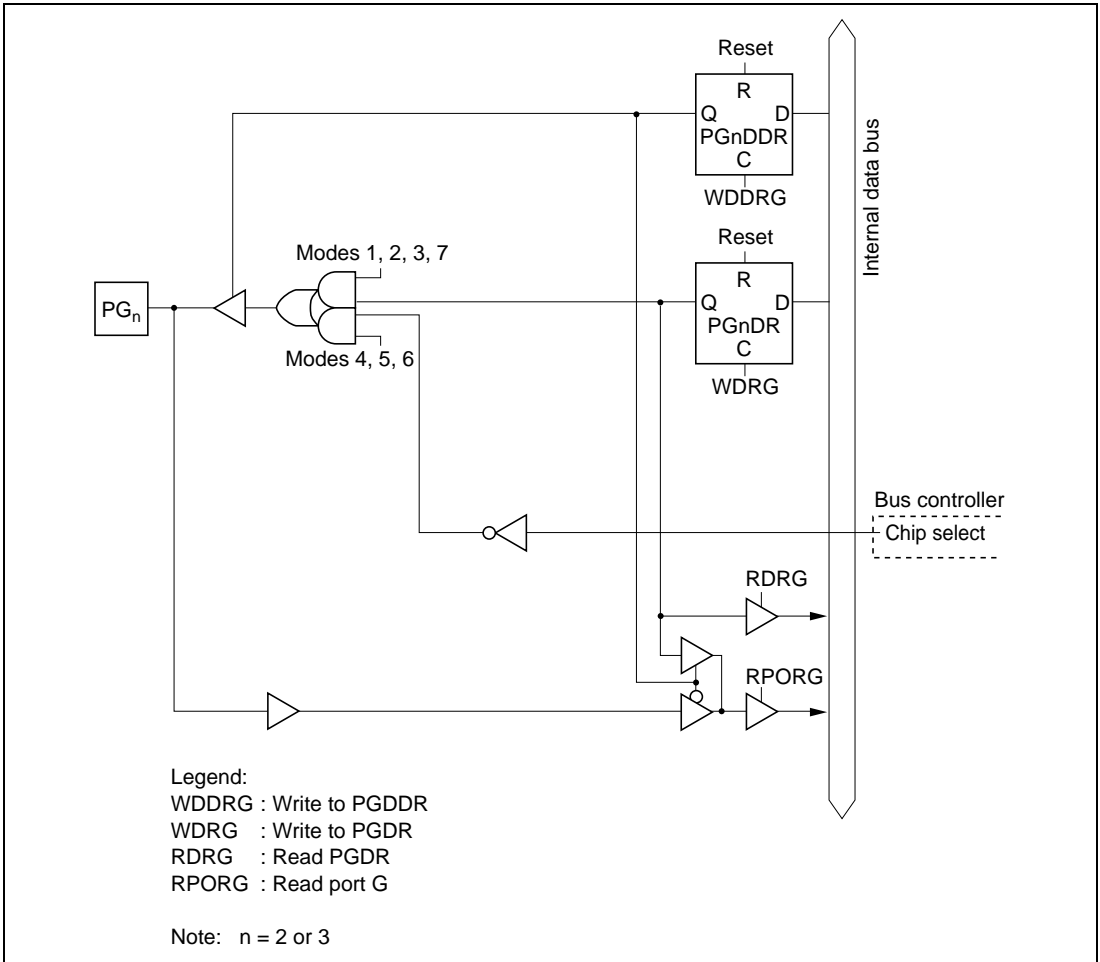 Reset
R
Q D
PGnDDR
C
WDDRG
Internal data bus
Reset
Modes 1, 2, 3, 7
R
Q D
PGn
PGnDR
C
Modes 4, 5, 6
WDRG
Bus controller
Chip select
RDRG
RPORG
Legend:
WDDRG : Write to PGDDR
WDRG : Write to PGDR
RDRG : Read PGDR
RPORG : Read port G
Note: n = 2 or 3